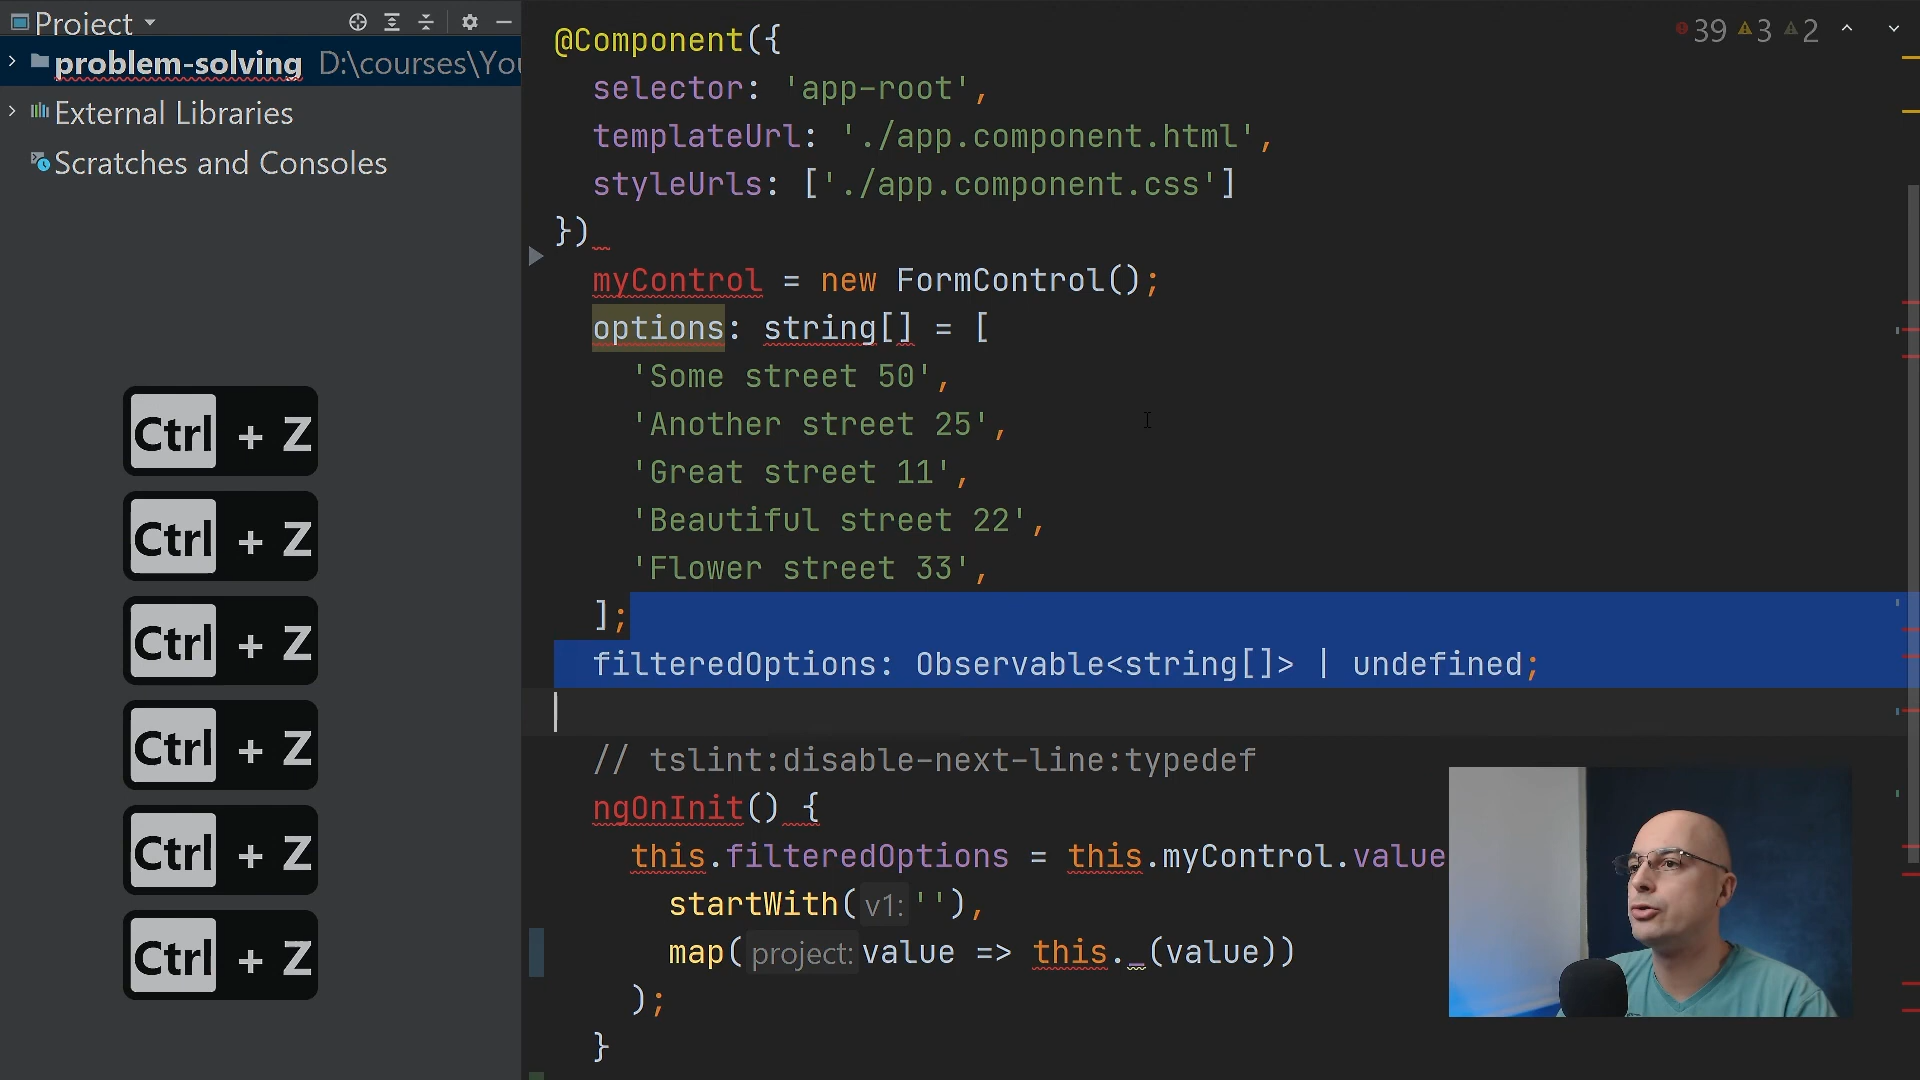 Project
problem-solving D:\courses\You
External Libraries
Scratches and Consoles
Ctrl + Z
Ctrl + Z
Ctrl + Z
Ctrl + Z
Ctrl + Z
Ctrl + Z
39 3 2
@Component({
selector: 'app-root',
templateUrl: './app.component.html',
styleUrls: ['./app.component.css']
})
myControl = new FormControl();
options: string[] = [
'Some street 50',
'Another street 25',
'Great street 11',
'Beautiful street 22',
'Flower street 33',
];
filteredOptions: Observable<string[]> | undefined;
// tslint:disable-next-line:typedef
ngOnInit() {
this.filteredOptions = this.myControl.value
startWith( v1: ''),
map( project: value => this._(value))
);
}